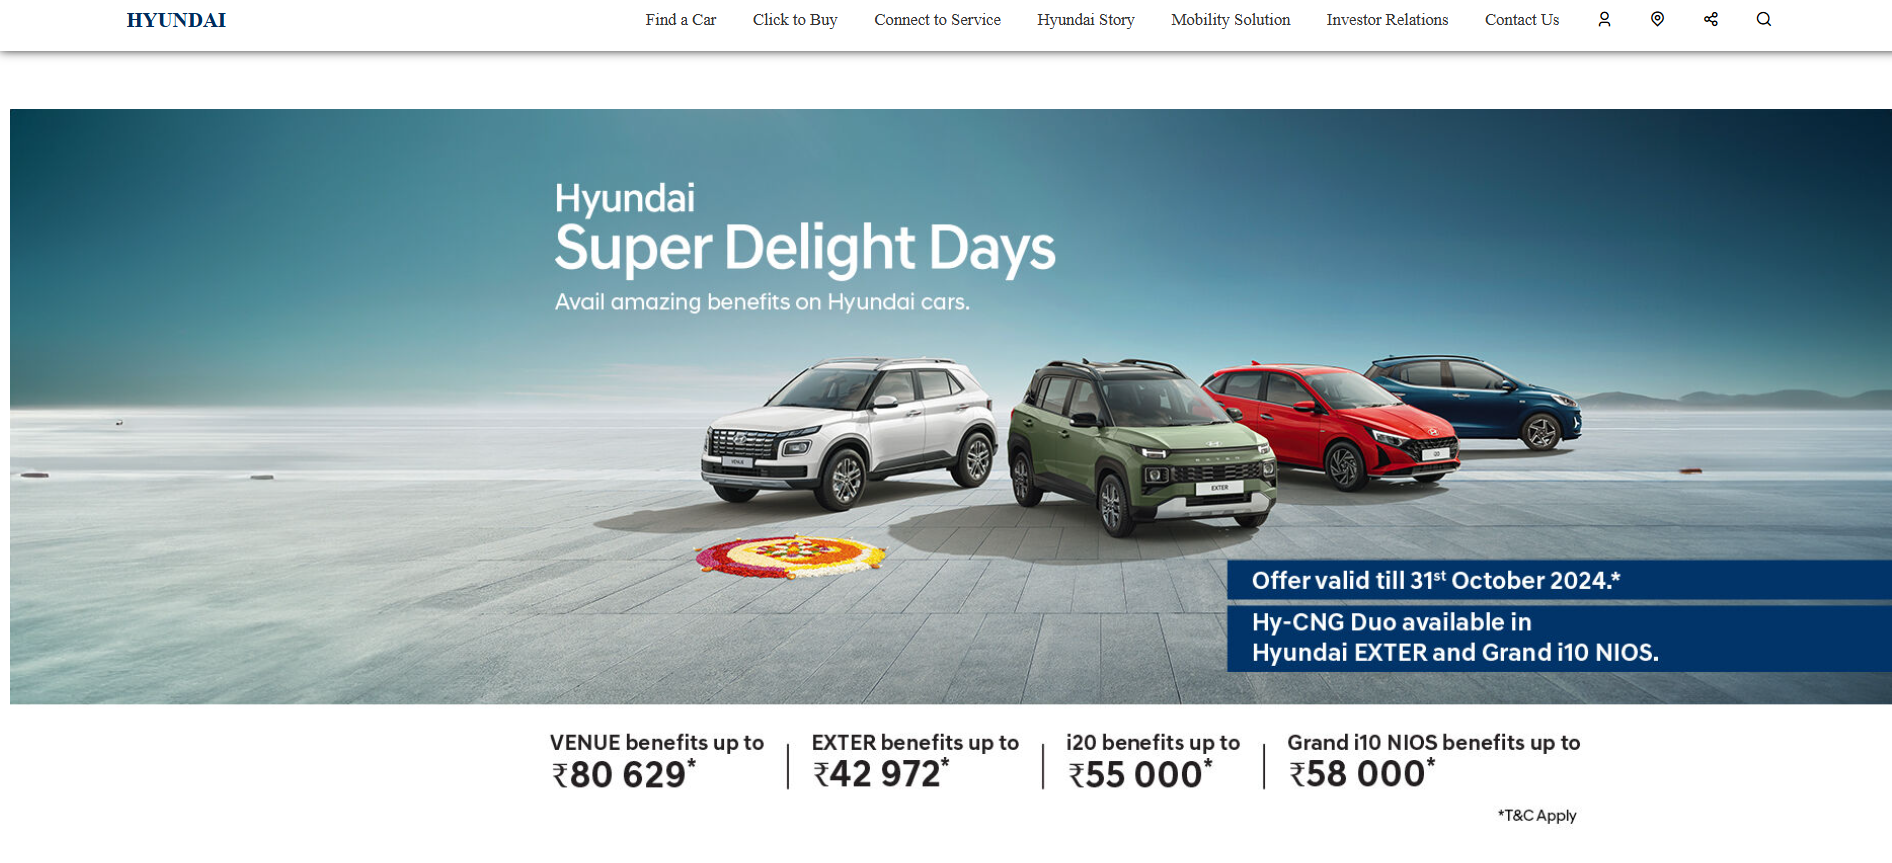 HYUNDAI
Find a Car
Click to Buy
Connect to Service
Hyundai Story
Mobility Solution
Investor Relations
Contact Us
Hyundai
Super Delight Days
Avail amazing benefits on Hyundai cars.
VENUE
EXTER
EXTER
i20
Offer valid till 31st October 2024.*
Hy-CNG Duo available in
Hyundai EXTER and Grand i10 NIOS.
VENUE benefits up to
₹80 629*
EXTER benefits up to
₹42 972*
i20 benefits up to
₹55 000*
Grand i10 NIOS benefits up to
₹58 000*
*T&C Apply